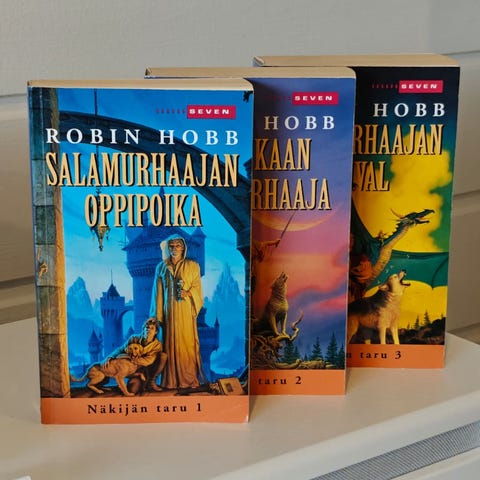 SEVEN
ROBIN HOBB
SALAMURHAAJAN
OPPIPOIKA
Näkijän taru 1
SEVEN
HOBB
KAAN
RHAAJA
taru 2
SEVEN
HOBB
RHAAJAN
VAL
n taru 3